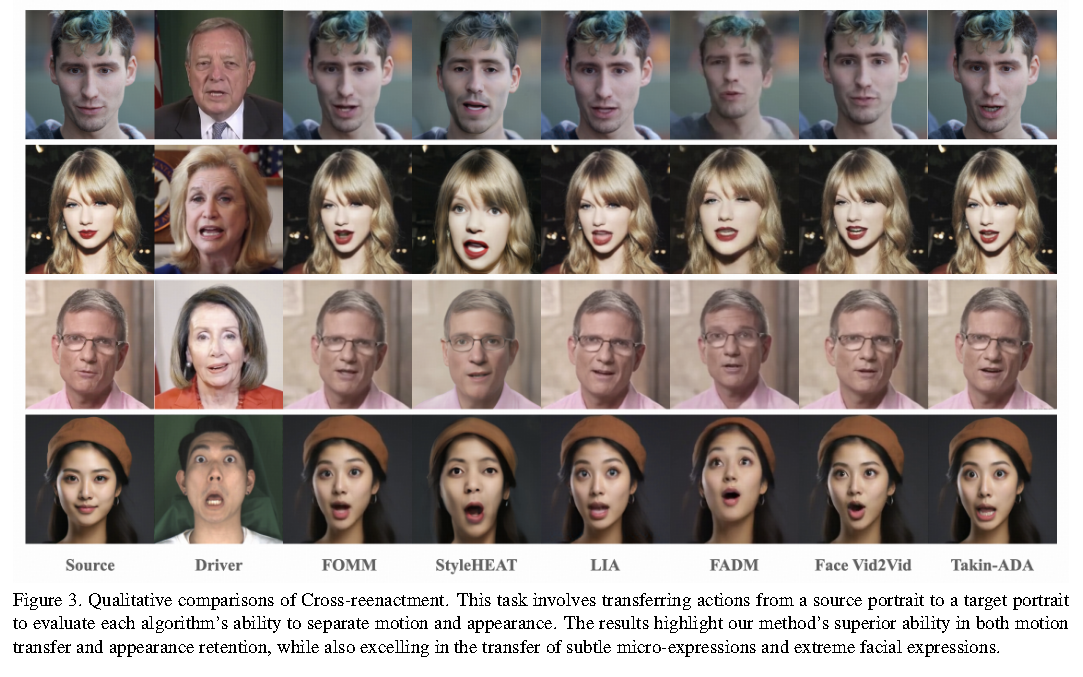 Source Driver FOMM StyleHEAT LIA FADM Face Vid2Vid Takin-ADA
Figure 3. Qualitative comparisons of Cross-reenactment. This task involves transferring actions from a source portrait to a target portrait
to evaluate each algorithm's ability to separate motion and appearance. The results highlight our method's superior ability in both motion
transfer and appearance retention, while also excelling in the transfer of subtle micro-expressions and extreme facial expressions.